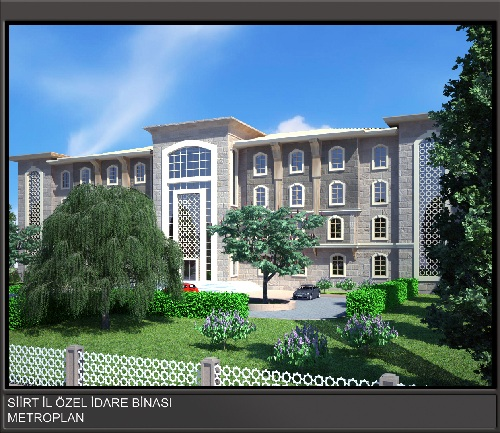 SİİRT İL ÖZEL İDARE BİNASI
METROPLAN